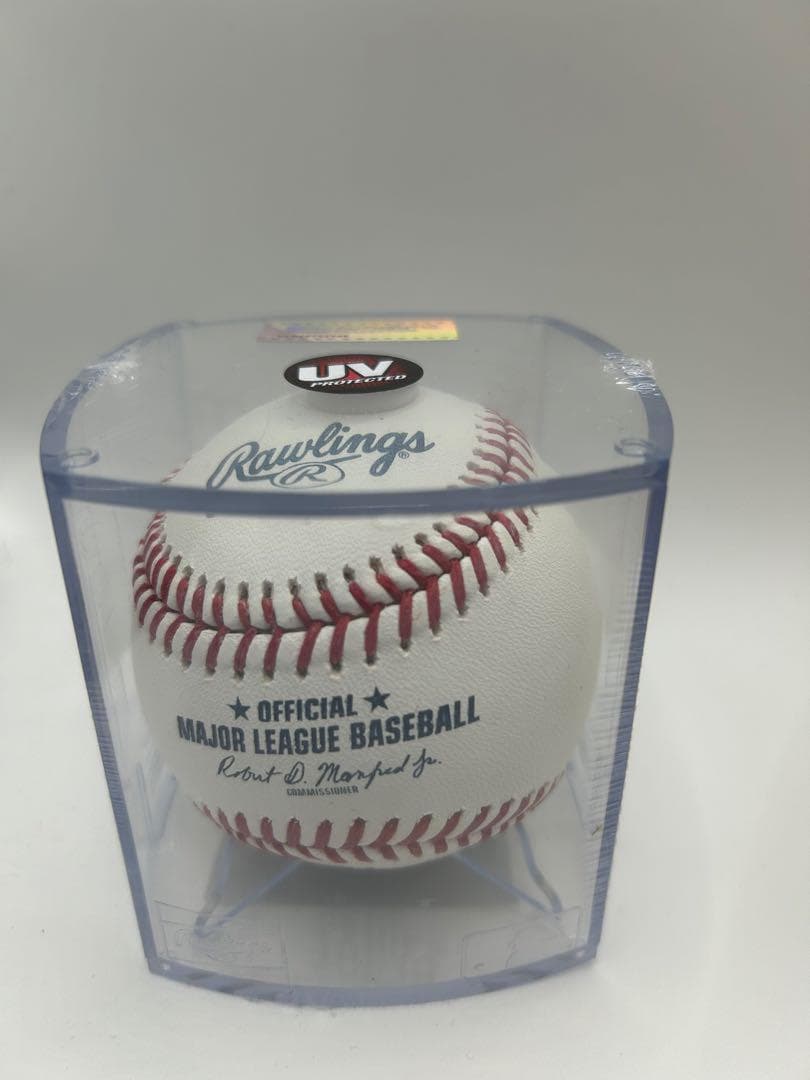 UV
PROTECTED
Rawlings®
R
★ OFFICIAL ★
MAJOR LEAGUE BASEBALL
Robert D. Manfred Jr.
COMMISSIONER